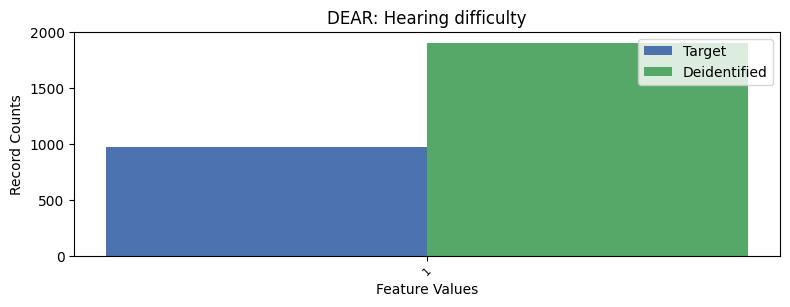 DEAR: Hearing difficulty
Target
Deidentified
Record Counts
2000
1500
1000
500
0
1
Feature Values